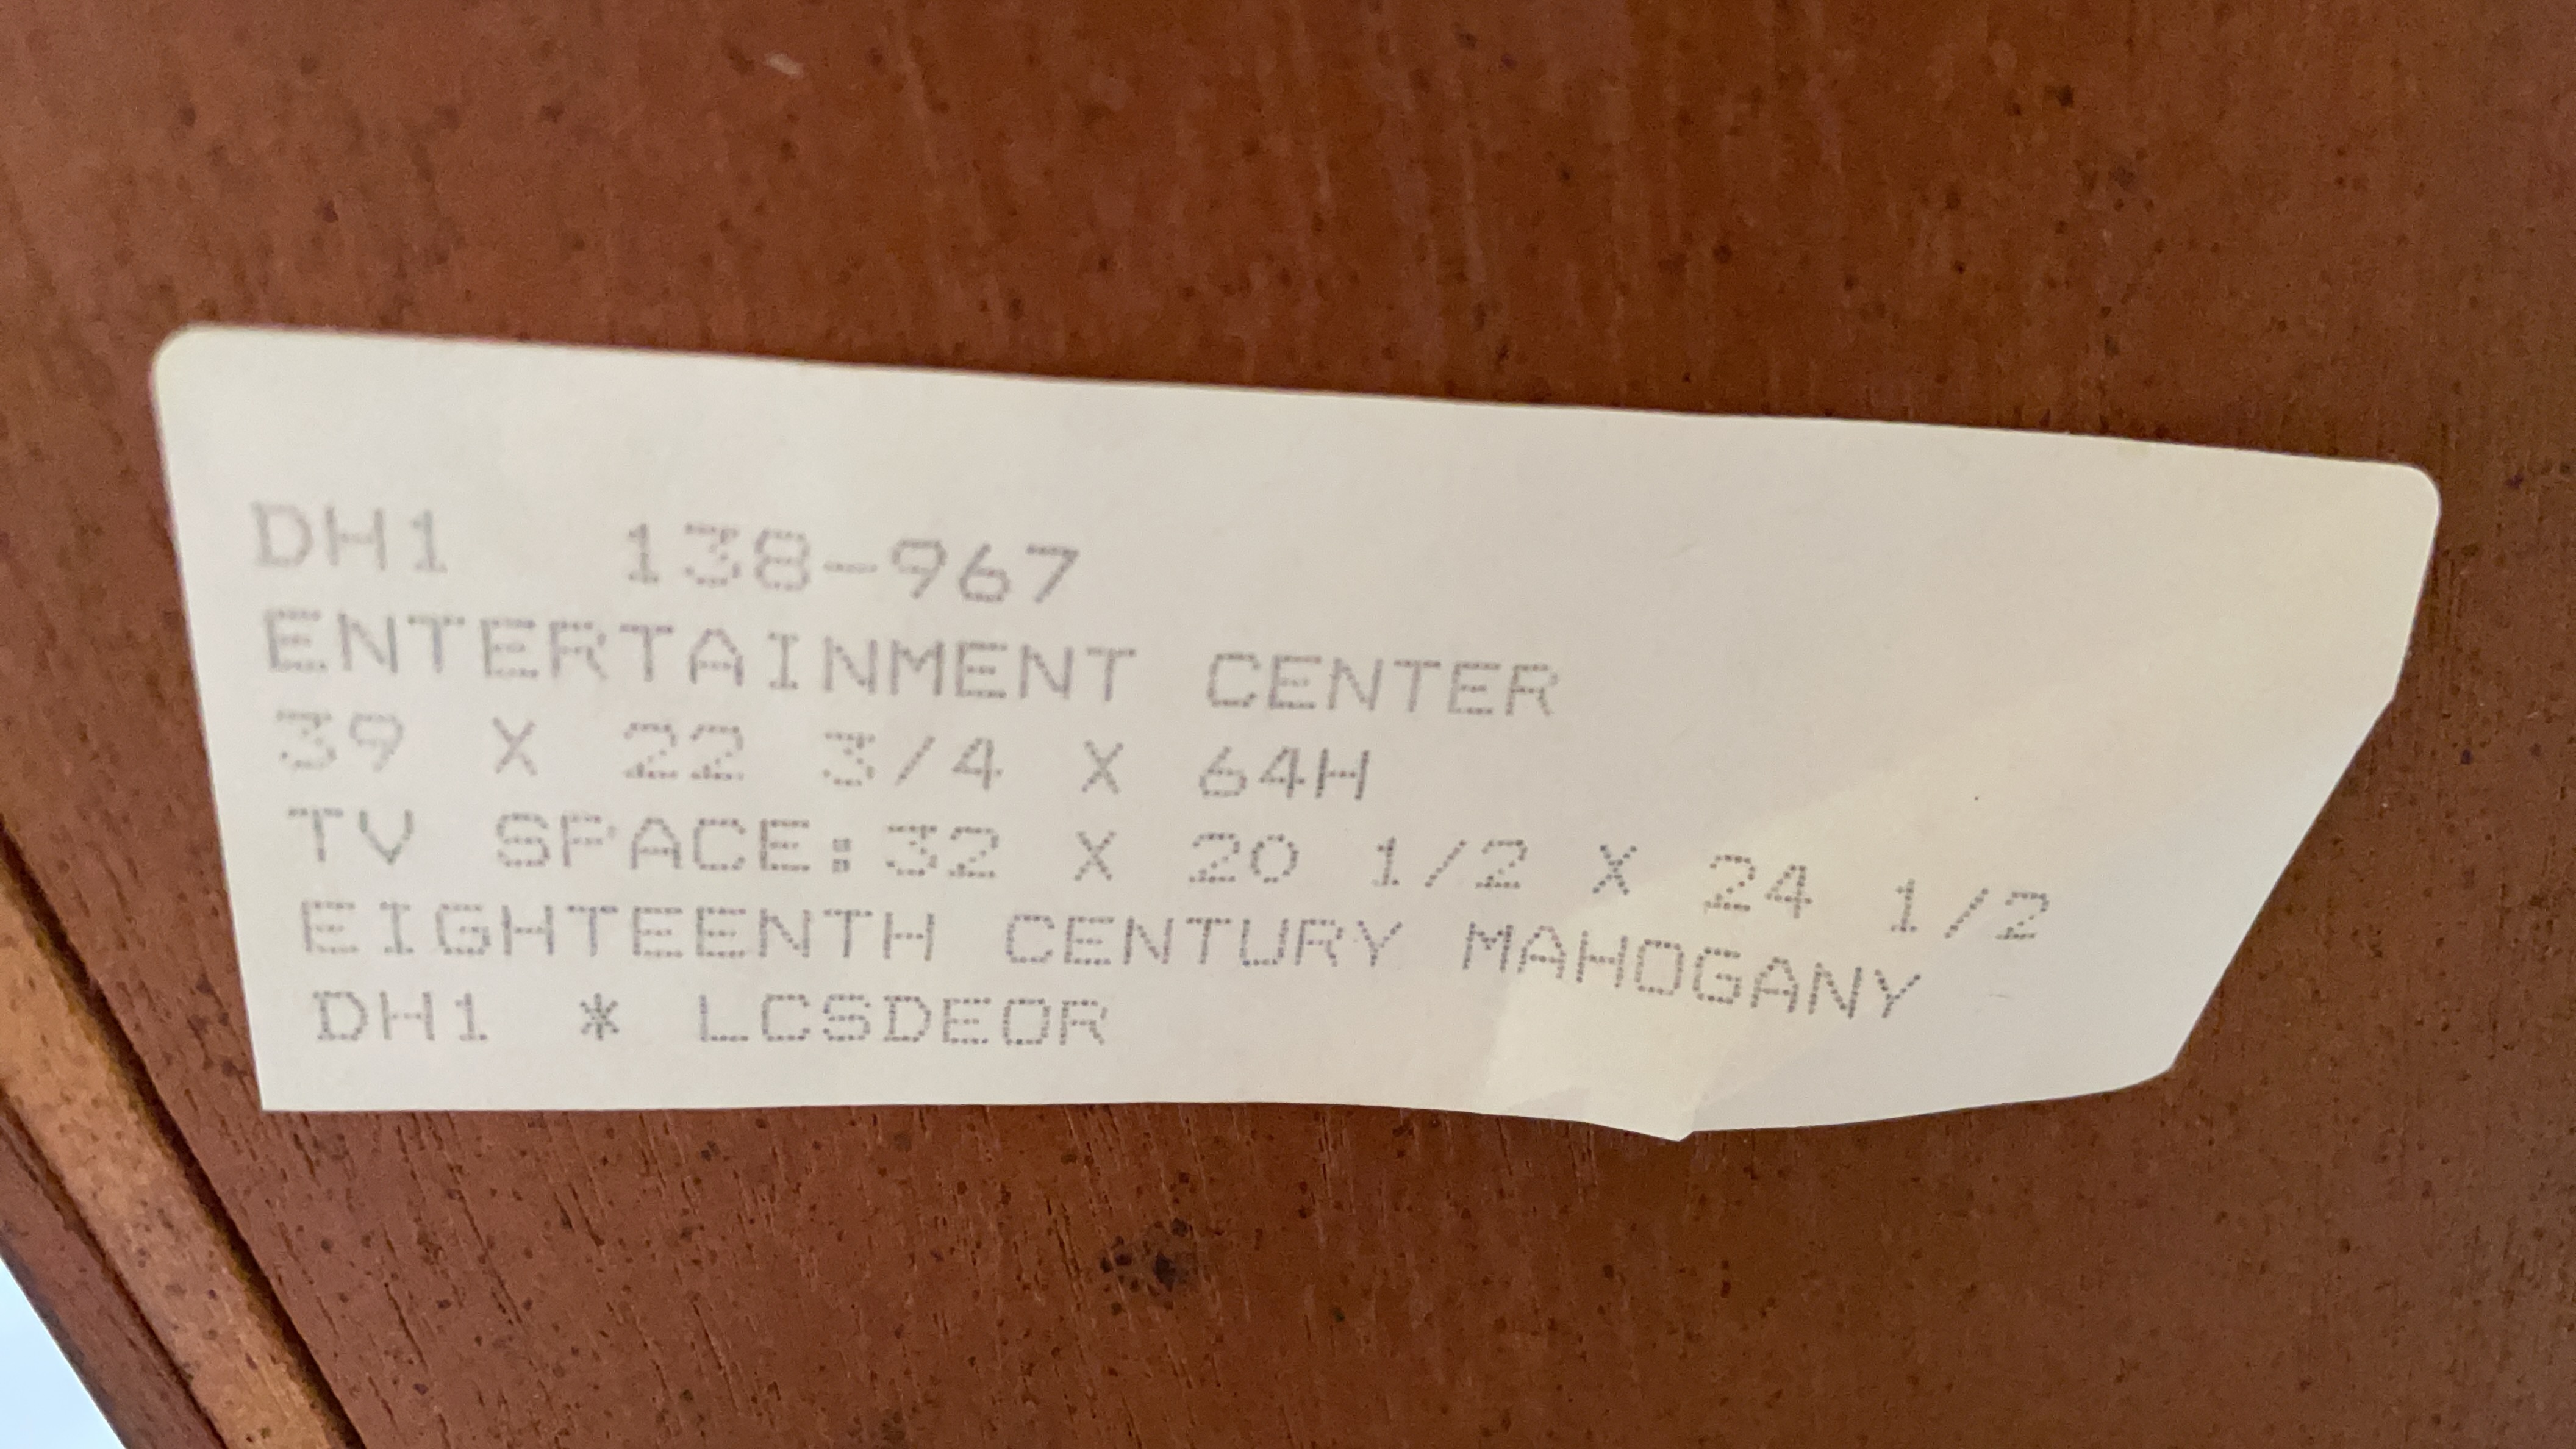 DH1 138-967
ENTERTAINMENT CENTER
39 X 22 3/4 X 64H
TV SPACE:32 X 20 1/2 X 24 1/2
EIGHTEENTH CENTURY MAHOGANY
DH1 * LCSDEOR